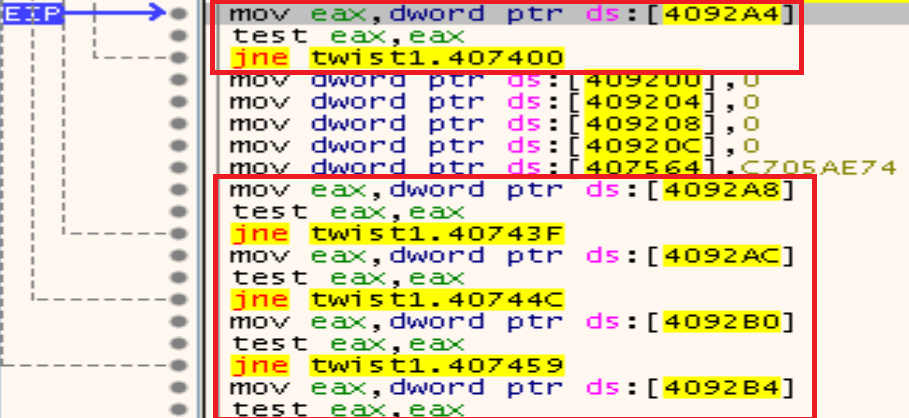 EIP mov eax,dword ptr ds:[4092A4]
test eax,eax
jne twist1.407400
mov dword ptr ds:[409200],0
mov dword ptr ds:[409204],0
mov dword ptr ds:[409208],0
mov dword ptr ds:[40920C],0
mov dword ptr ds:[407564],C705AE74
mov eax,dword ptr ds:[4092A8]
test eax,eax
jne twist1.40743F
mov eax,dword ptr ds:[4092AC]
test eax,eax
jne twist1.40744C
mov eax,dword ptr ds:[4092B0]
test eax,eax
jne twist1.407459
mov eax,dword ptr ds:[4092B4]
test eax,eax